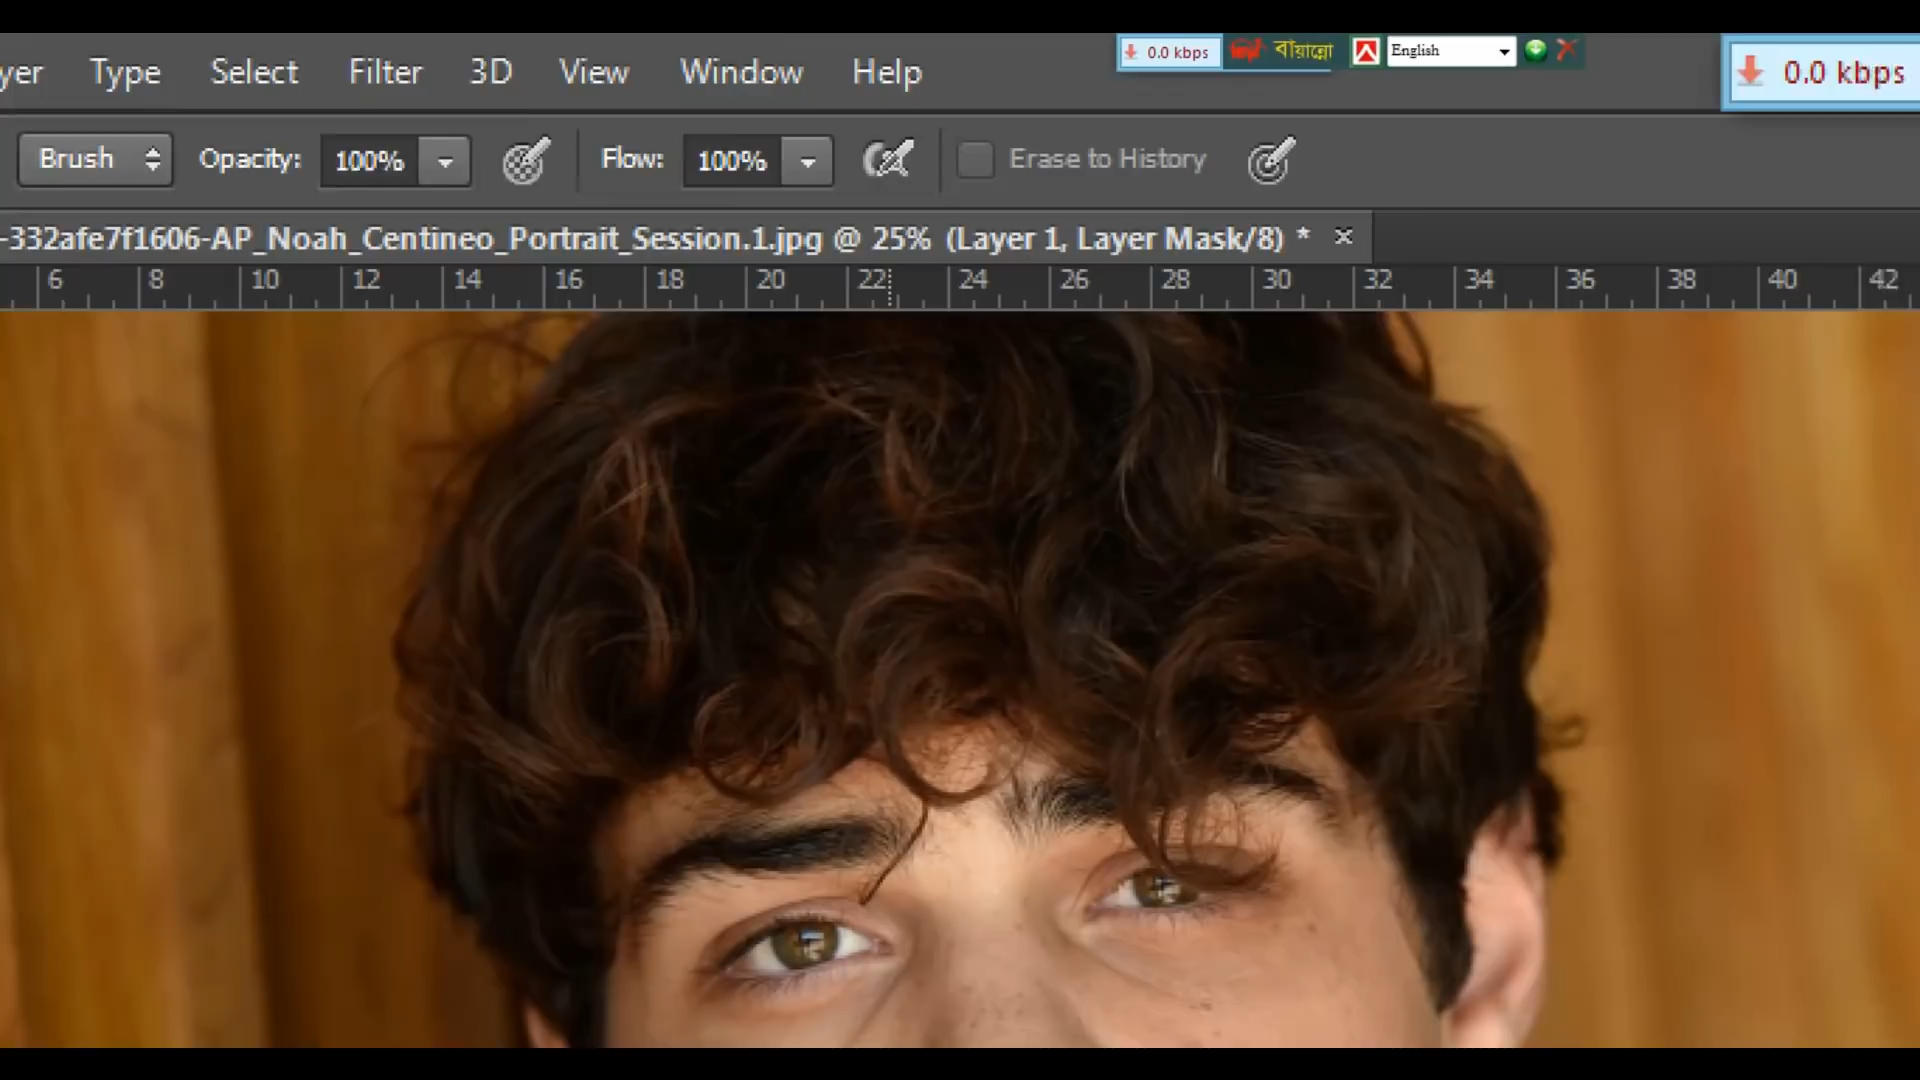 0.0 kbps বায়ান্নো English 0.0 kbps
yer Type Select Filter 3D View Window Help
Brush Opacity: 100% Flow: 100% Erase to History
-332afe7f1606-AP_Noah_Centineo_Portrait_Session.1.jpg @ 25% (Layer 1, Layer Mask/8) * ×
6 8 10 12 14 16 18 20 22 24 26 28 30 32 34 36 38 40 42